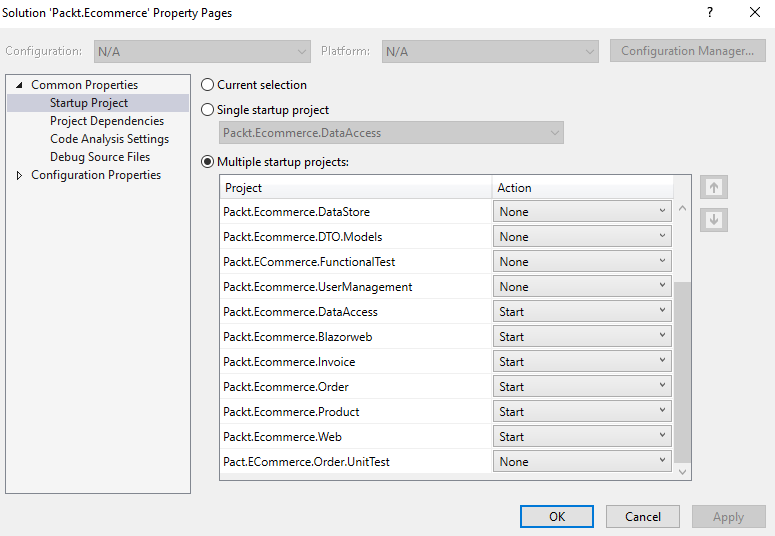 Solution 'Packt.Ecommerce' Property Pages ?
Configuration: N/A Platform: N/A Configuration Manager...
Common Properties
Startup Project
Project Dependencies
Code Analysis Settings
Debug Source Files
Configuration Properties
Current selection
Single startup project
Packt.Ecommerce.DataAccess
Multiple startup projects:
Project Action
Packt.Ecommerce.DataStore None
Packt.Ecommerce.DTO.Models None
Packt.ECommerce.FunctionalTest None
Packt.Ecommerce.UserManagement None
Packt.Ecommerce.DataAccess Start
Packt.Ecommerce.Blazorweb Start
Packt.Ecommerce.Invoice Start
Packt.Ecommerce.Order Start
Packt.Ecommerce.Product Start
Packt.Ecommerce.Web Start
Pact.ECommerce.Order.UnitTest None
OK Cancel Apply